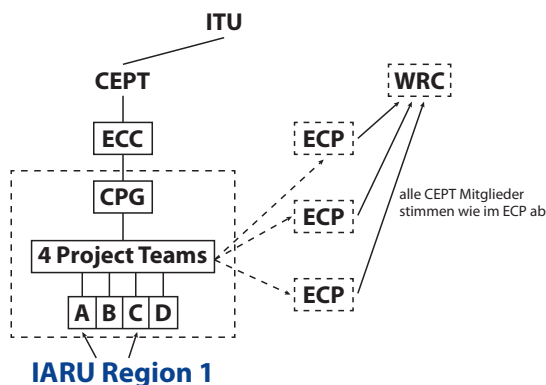 ITU
CEPT
WRC
ECC
ECP
CPG
alle CEPT Mitglieder
stimmen wie im ECP ab
ECP
4 Project Teams
ECP
A B C D
IARU Region 1